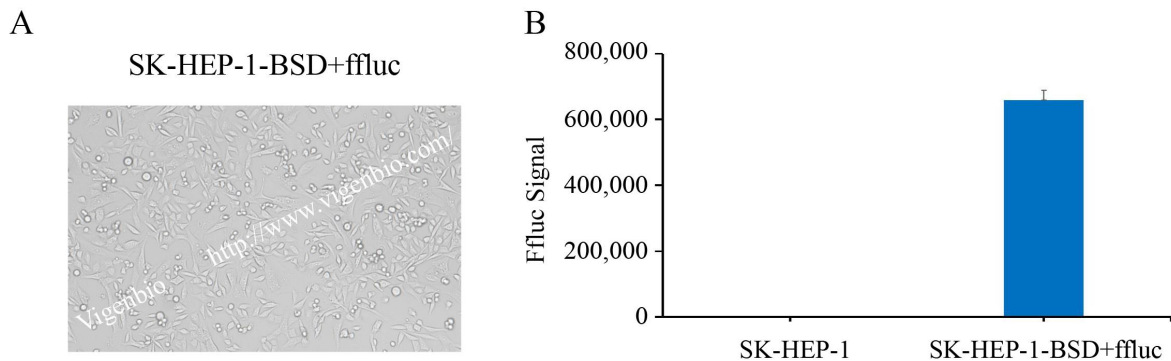 A
SK-HEP-1-BSD+ffluc
Vigenbio http://www.vigenbio.com/
B
Ffluc Signal
800,000
600,000
400,000
200,000
0
SK-HEP-1
SK-HEP-1-BSD+ffluc